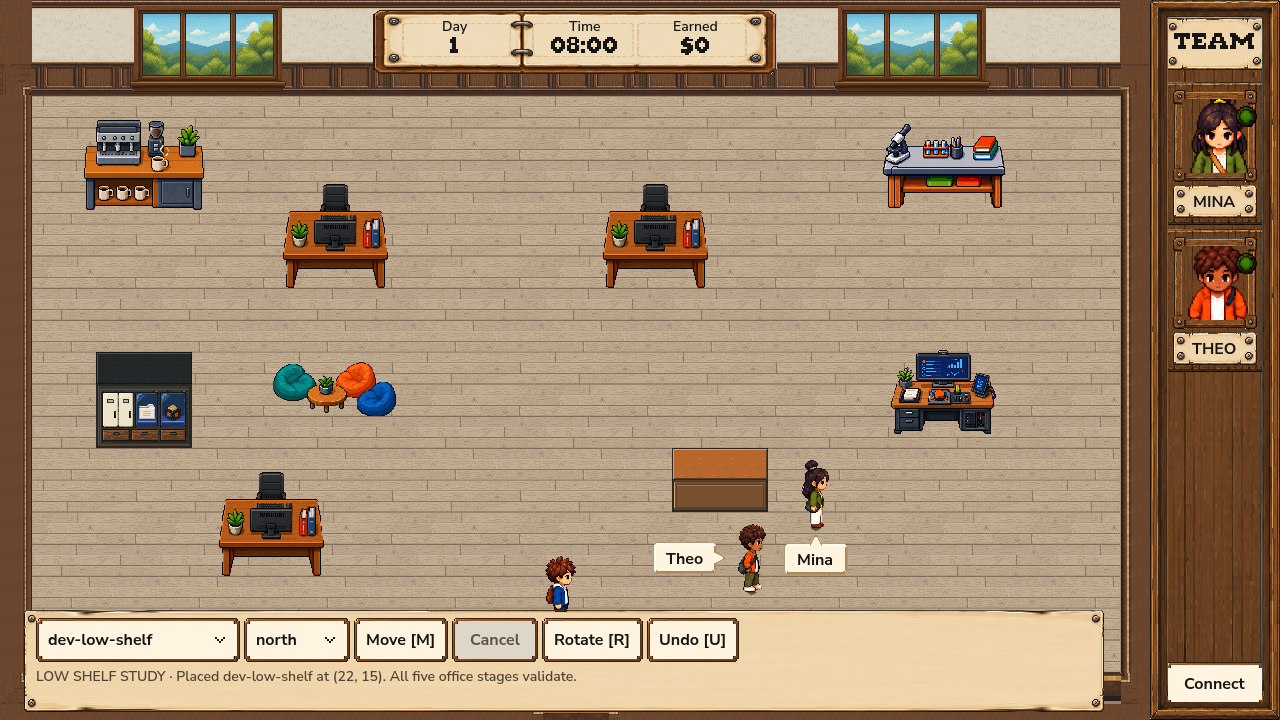 Day
1
Time
08:00
Earned
$0
TEAM
MINA
THEO
Theo
Mina
dev-low-shelf
north
Move [M]
Cancel
Rotate [R]
Undo [U]
LOW SHELF STUDY · Placed dev-low-shelf at (22, 15). All five office stages validate.
Connect